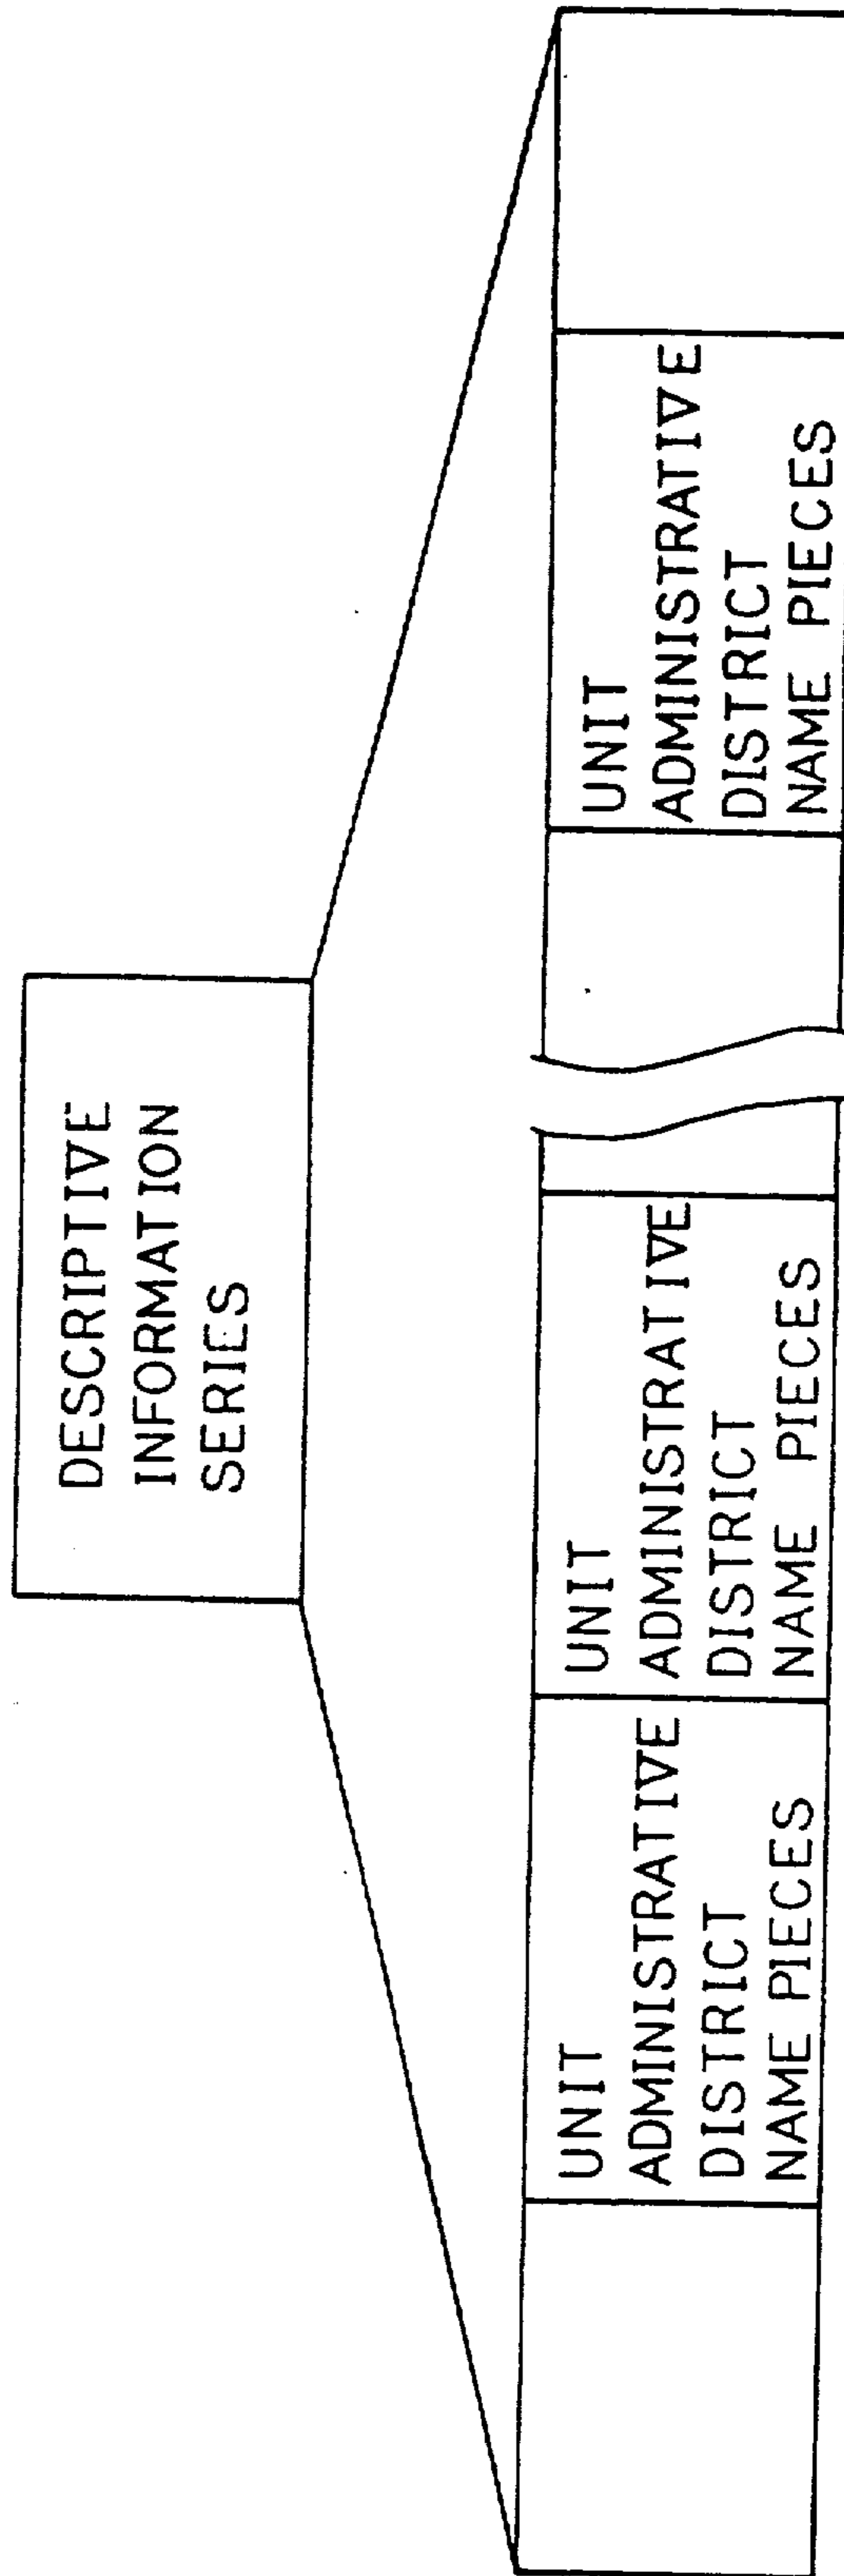 DESCRIPTIVE
INFORMATION
SERIES
UNIT
ADMINISTRATIVE
DISTRICT
NAME PIECES
UNIT
ADMINISTRATIVE
DISTRICT
NAME PIECES
UNIT
ADMINISTRATIVE
DISTRICT
NAME PIECES